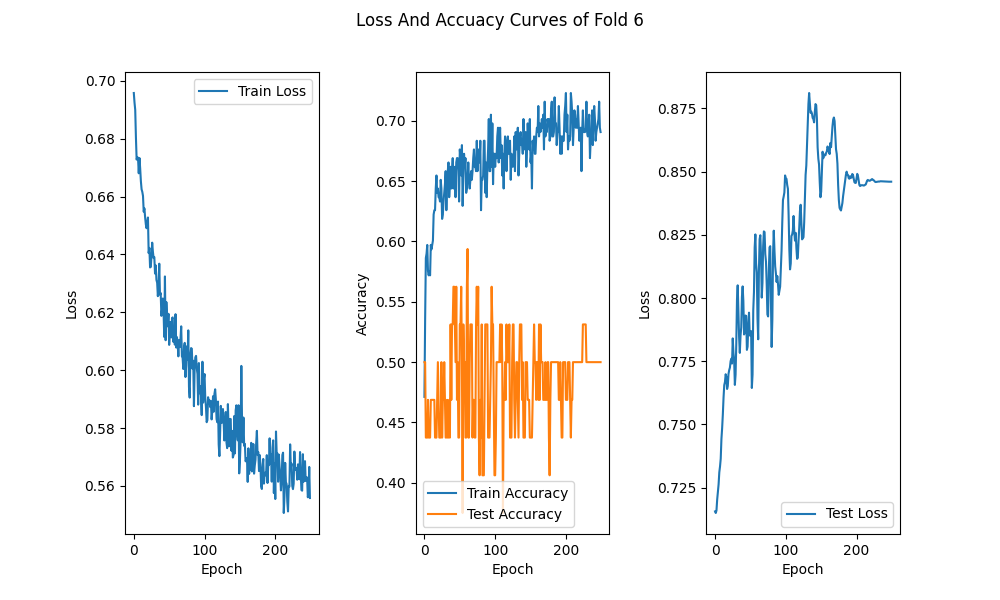 Loss And Accuacy Curves of Fold 6
0.70
0.68
0.66
0.64
0.62
0.60
0.58
0.56
Loss
Train Loss
0
100
200
Epoch
0.70
0.65
0.60
0.55
0.50
0.45
0.40
Accuracy
Train Accuracy
Test Accuracy
0
100
200
Epoch
0.875
0.850
0.825
0.800
0.775
0.750
0.725
Loss
Test Loss
0
100
200
Epoch